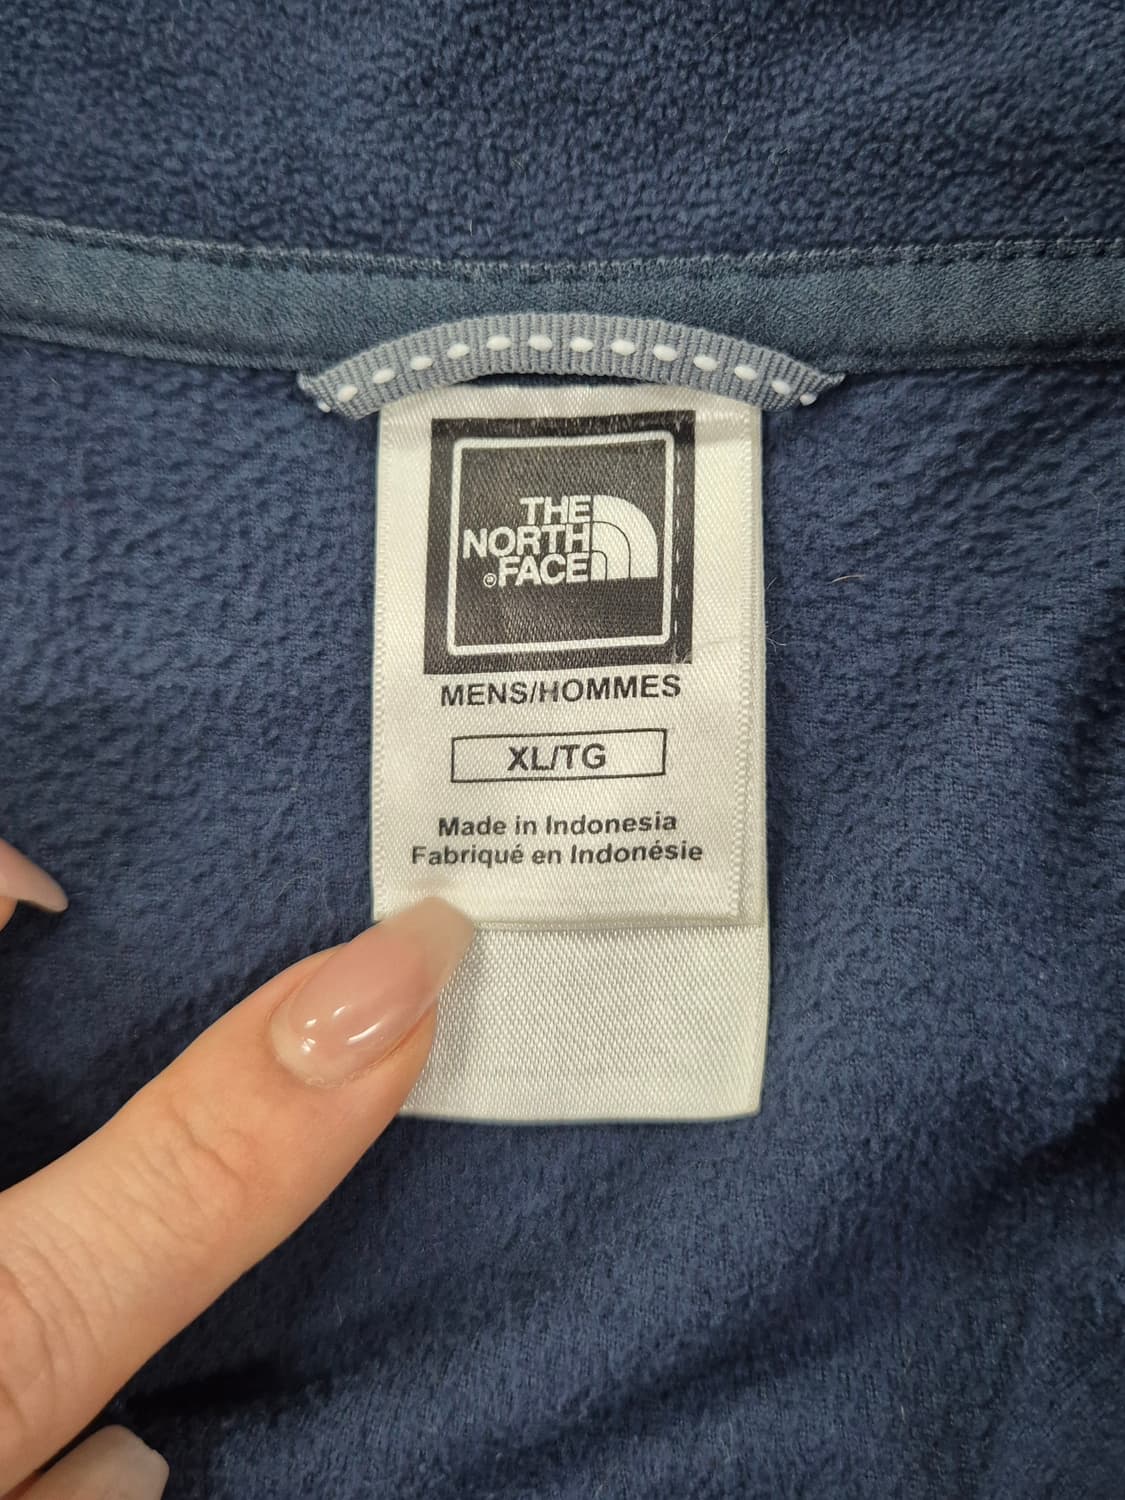 THE
NORTH
®FACE
MENS/HOMMES
XL/TG
Made in Indonesia
Fabriqué en Indonésie